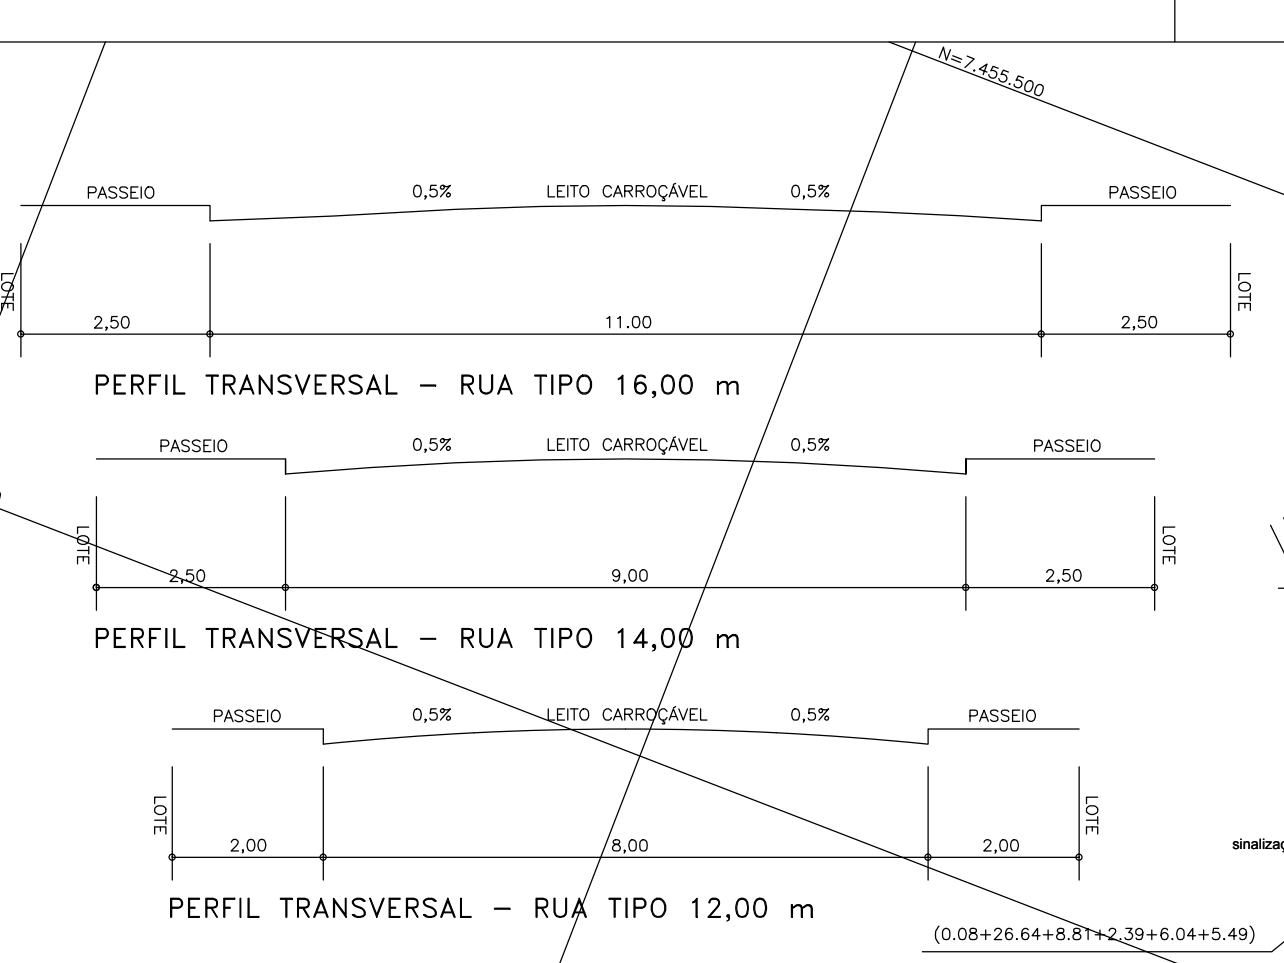 N=7.455.500
PASSEIO 0,5% LEITO CARROÇÁVEL 0,5% PASSEIO
LOTE LOTE
2,50 11.00 2,50
PERFIL TRANSVERSAL – RUA TIPO 16,00 m
PASSEIO 0,5% LEITO CARROÇÁVEL 0,5% PASSEIO
LOTE LOTE
2,50 9,00 2,50
PERFIL TRANSVERSAL – RUA TIPO 14,00 m
PASSEIO 0,5% LEITO CARROÇÁVEL 0,5% PASSEIO
LOTE LOTE
2,00 8,00 2,00
sinalizaç
PERFIL TRANSVERSAL – RUA TIPO 12,00 m
(0.08+26.64+8.81+2.39+6.04+5.49)